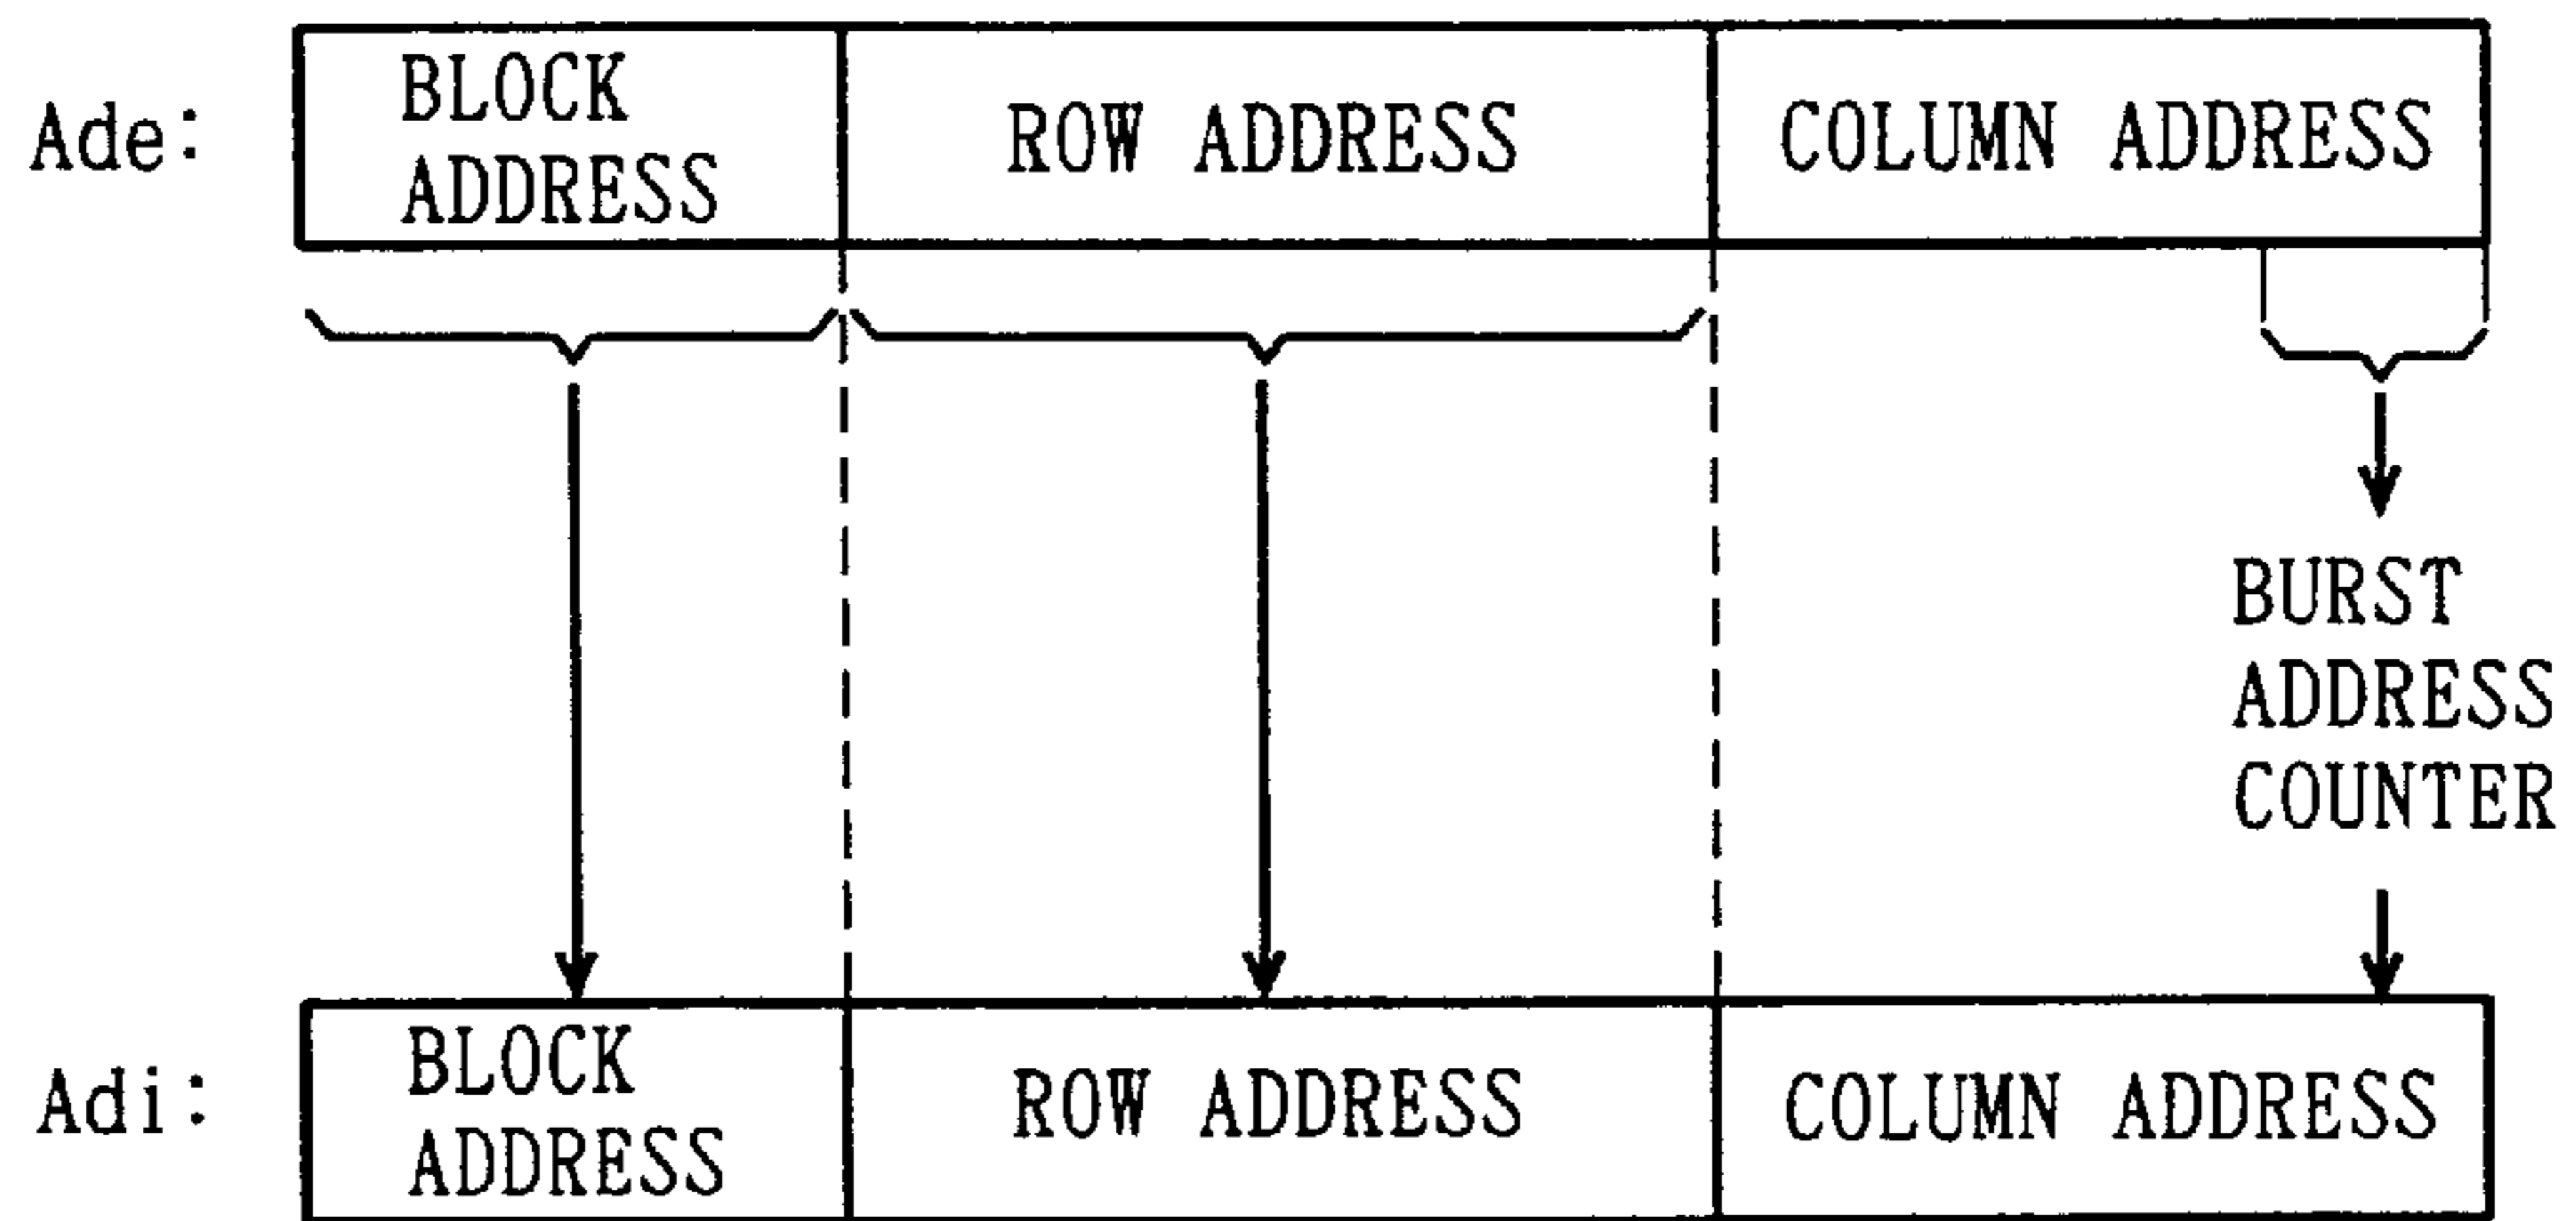 Ade:
BLOCK
ADDRESS
ROW ADDRESS
COLUMN ADDRESS
BURST
ADDRESS
COUNTER
Adi:
BLOCK
ADDRESS
ROW ADDRESS
COLUMN ADDRESS